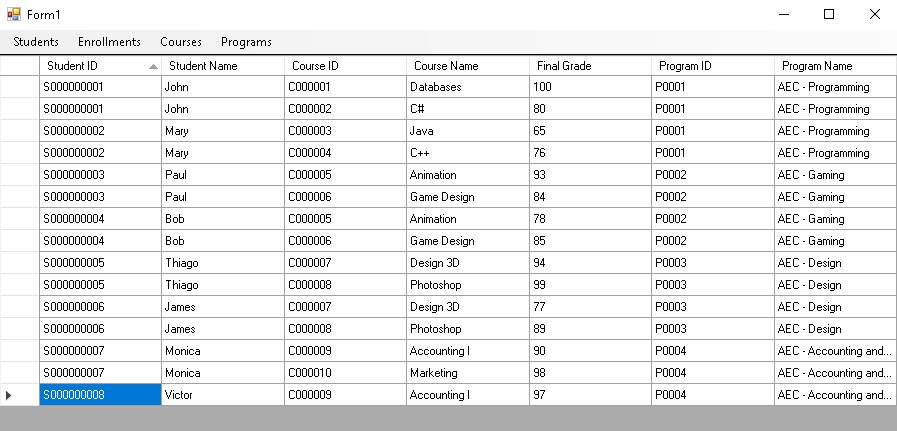 Form1
Students Enrollments Courses Programs
Student ID Student Name Course ID Course Name Final Grade Program ID Program Name
S000000001 John C000001 Databases 100 P0001 AEC - Programming
S000000001 John C000002 C# 80 P0001 AEC - Programming
S000000002 Mary C000003 Java 65 P0001 AEC - Programming
S000000002 Mary C000004 C++ 76 P0001 AEC - Programming
S000000003 Paul C000005 Animation 93 P0002 AEC - Gaming
S000000003 Paul C000006 Game Design 84 P0002 AEC - Gaming
S000000004 Bob C000005 Animation 78 P0002 AEC - Gaming
S000000004 Bob C000006 Game Design 85 P0002 AEC - Gaming
S000000005 Thiago C000007 Design 3D 94 P0003 AEC - Design
S000000005 Thiago C000008 Photoshop 99 P0003 AEC - Design
S000000006 James C000007 Design 3D 77 P0003 AEC - Design
S000000006 James C000008 Photoshop 89 P0003 AEC - Design
S000000007 Monica C000009 Accounting I 90 P0004 AEC - Accounting and...
S000000007 Monica C000010 Marketing 98 P0004 AEC - Accounting and...
S000000008 Victor C000009 Accounting I 97 P0004 AEC - Accounting and...